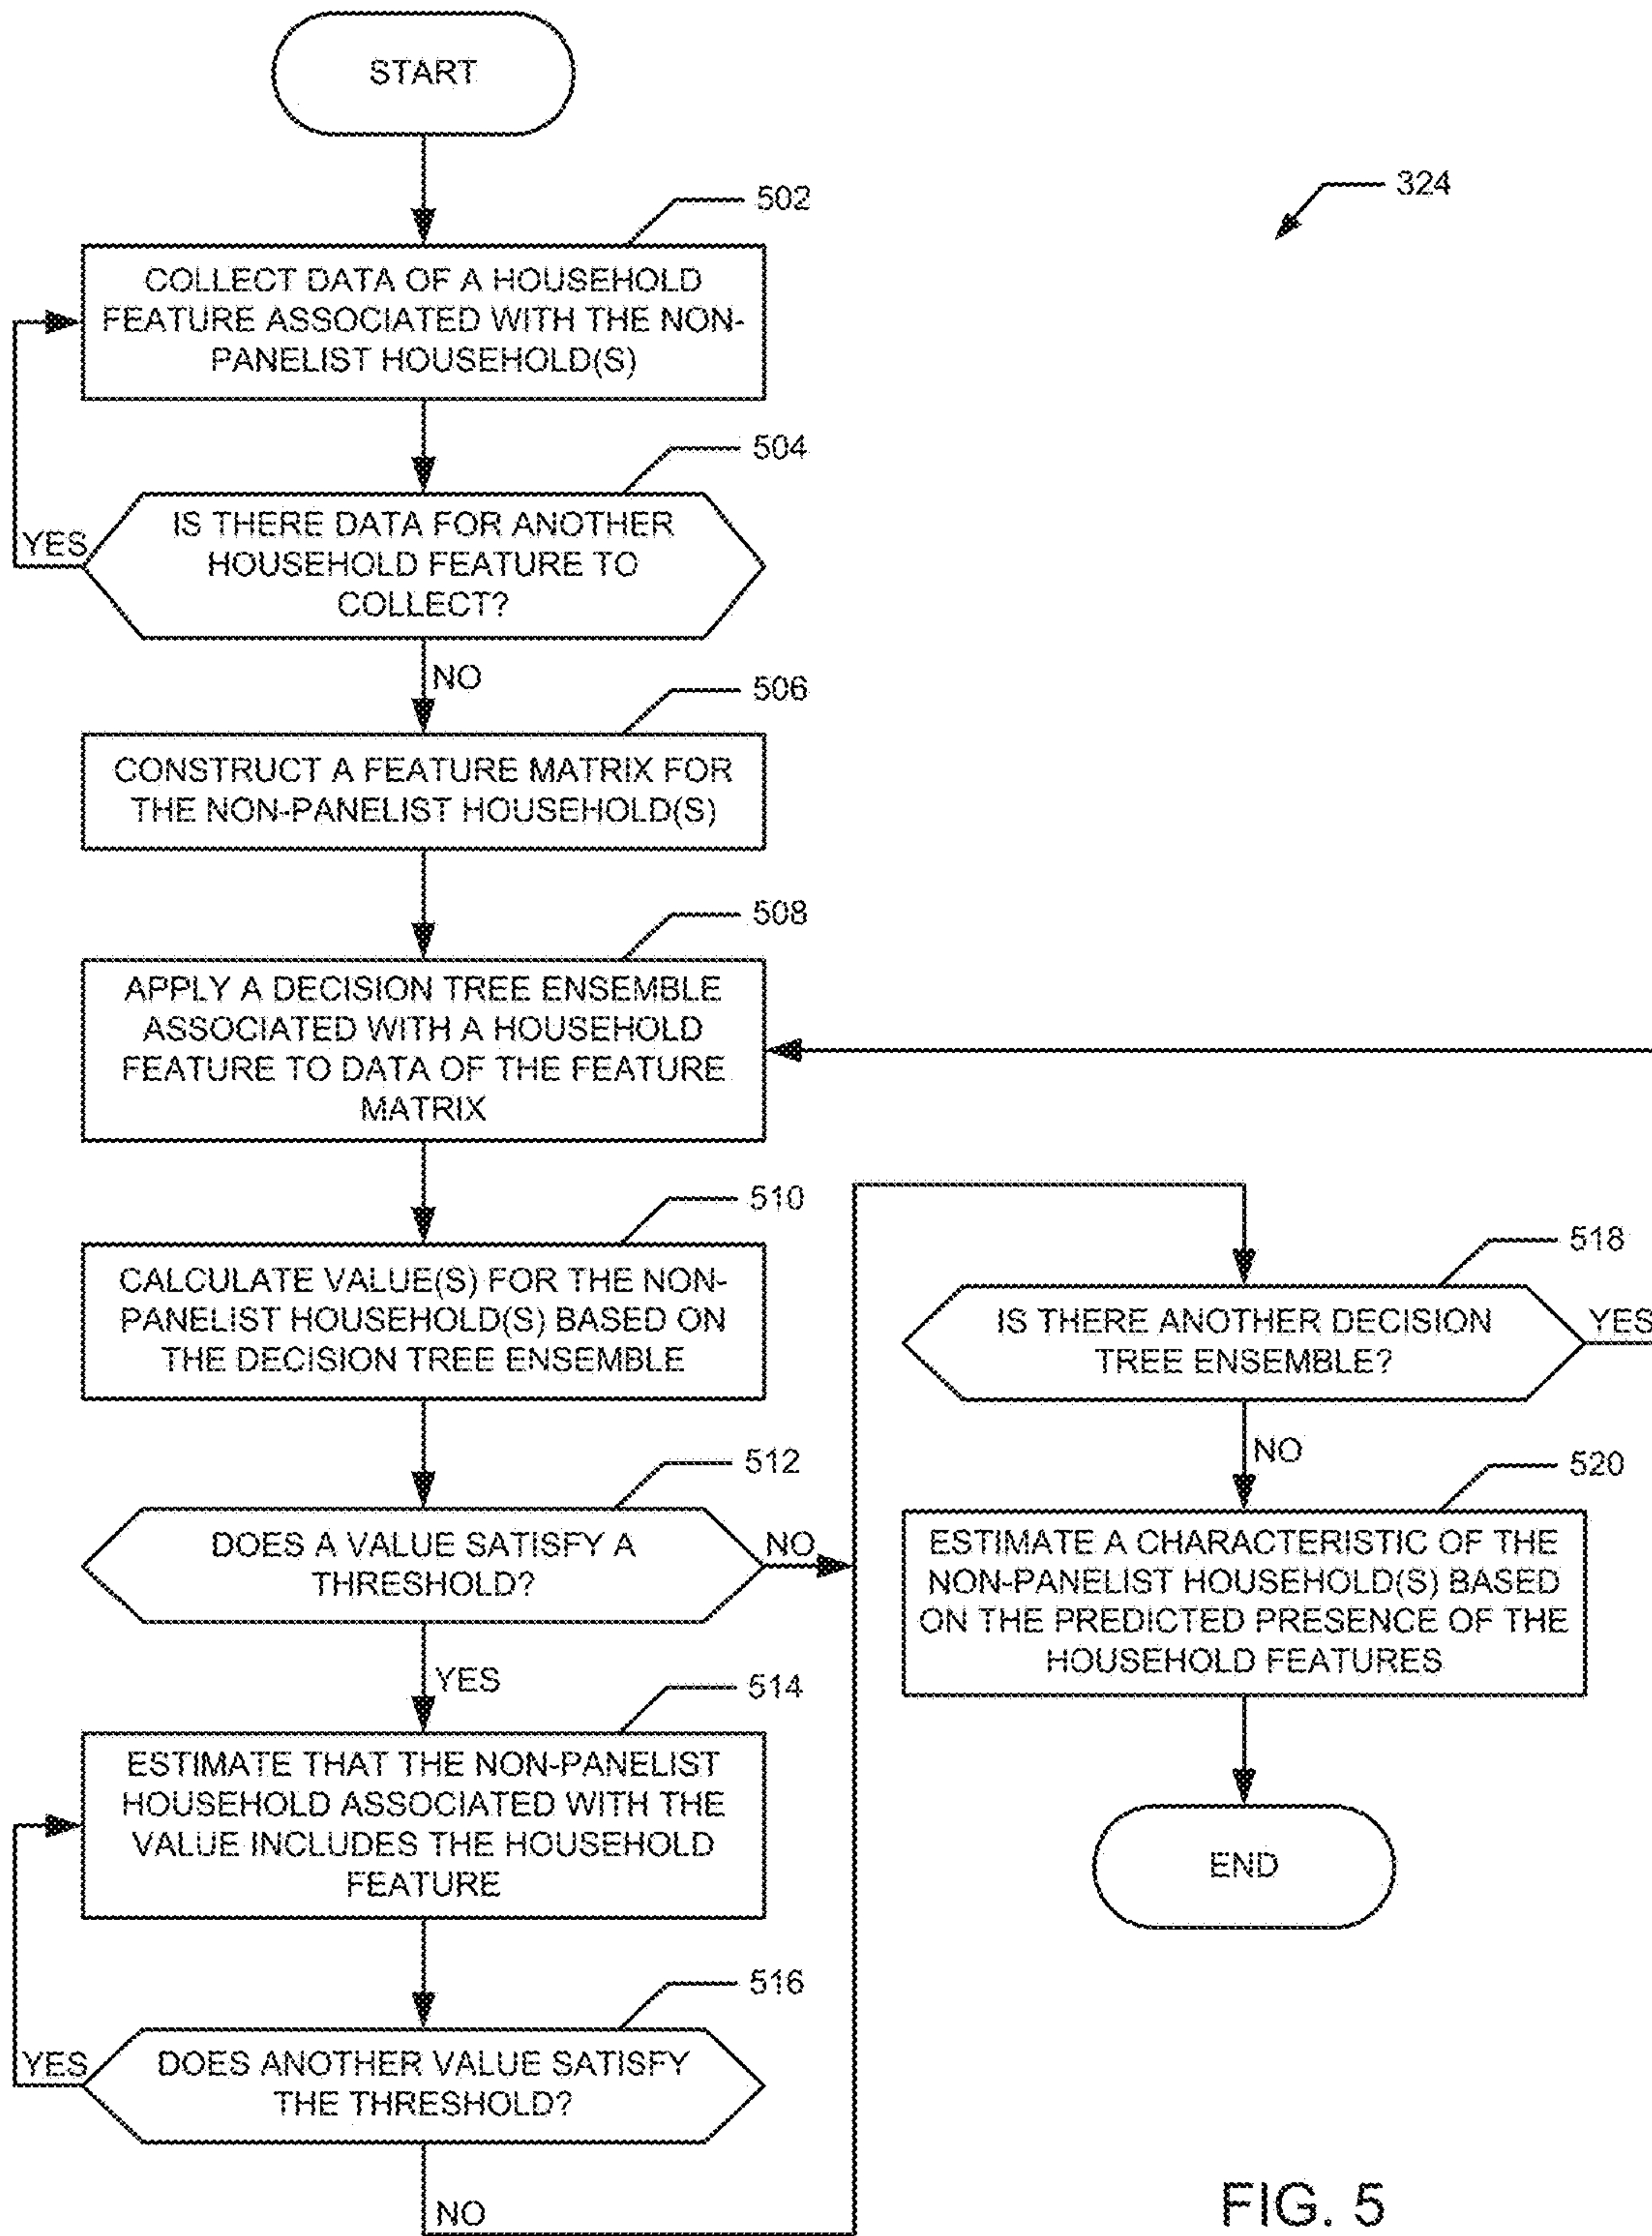 START
324
502
COLLECT DATA OF A HOUSEHOLD
FEATURE ASSOCIATED WITH THE NON-
PANELIST HOUSEHOLD(S)
504
IS THERE DATA FOR ANOTHER
HOUSEHOLD FEATURE TO
COLLECT?
YES
NO
506
CONSTRUCT A FEATURE MATRIX FOR
THE NON-PANELIST HOUSEHOLD(S)
508
APPLY A DECISION TREE ENSEMBLE
ASSOCIATED WITH A HOUSEHOLD
FEATURE TO DATA OF THE FEATURE
MATRIX
510
CALCULATE VALUE(S) FOR THE NON-
PANELIST HOUSEHOLD(S) BASED ON
THE DECISION TREE ENSEMBLE
512
DOES A VALUE SATISFY A
THRESHOLD?
NO
YES
514
ESTIMATE THAT THE NON-PANELIST
HOUSEHOLD ASSOCIATED WITH THE
VALUE INCLUDES THE HOUSEHOLD
FEATURE
516
DOES ANOTHER VALUE SATISFY
THE THRESHOLD?
YES
NO
518
IS THERE ANOTHER DECISION
TREE ENSEMBLE?
YES
NO
520
ESTIMATE A CHARACTERISTIC OF THE
NON-PANELIST HOUSEHOLD(S) BASED
ON THE PREDICTED PRESENCE OF THE
HOUSEHOLD FEATURES
END
FIG. 5